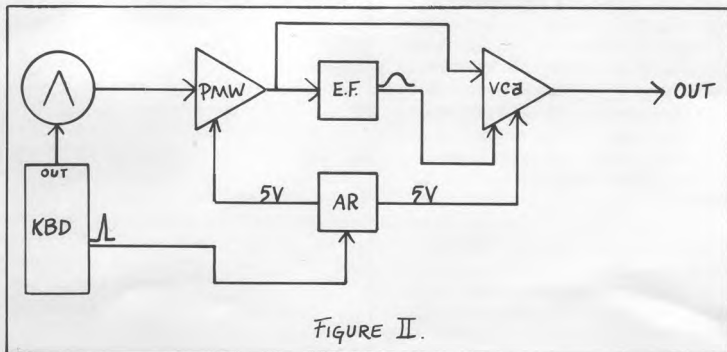 PMW
E.F.
vca
OUT
OUT
KBD
5V
AR
5V
FIGURE II.